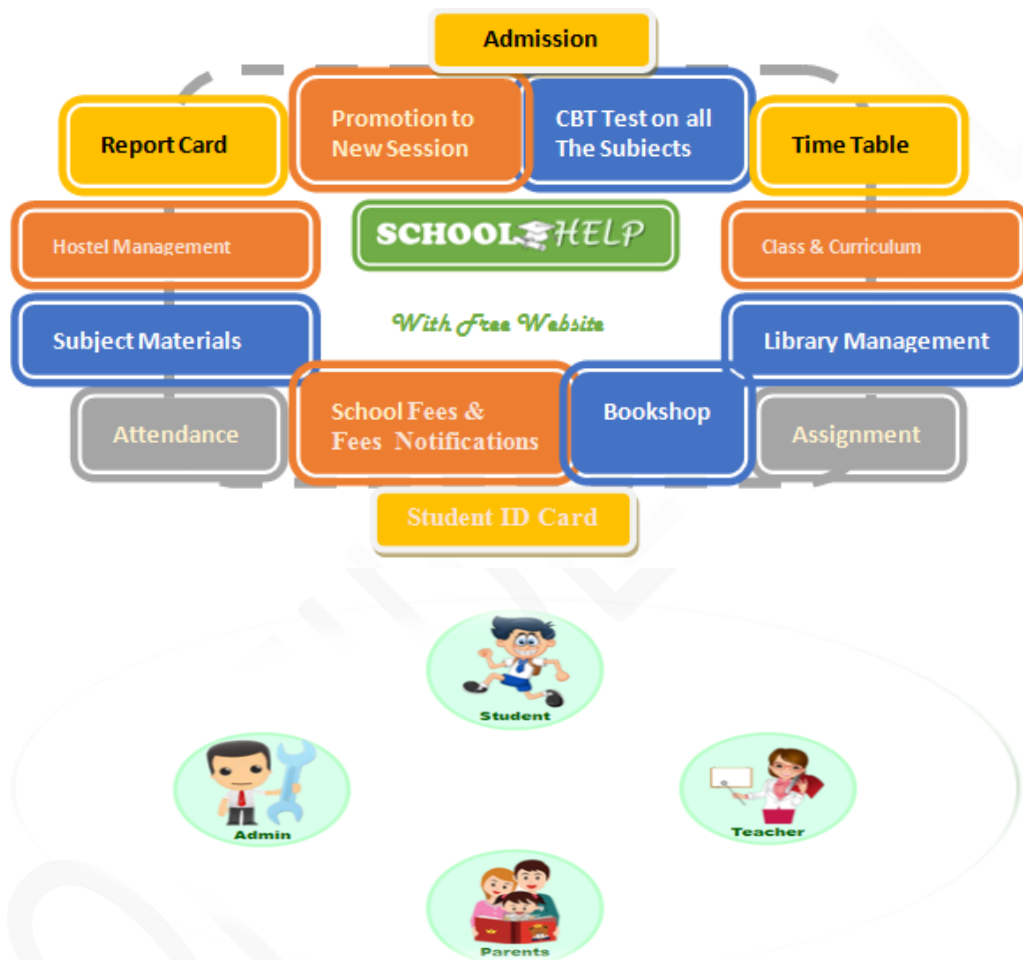 Admission
Promotion to
New Session
CBT Test on all
The Subjects
Report Card
Time Table
Hostel Management
SCHOOL HELP
Class & Curriculum
With Free Website
Subject Materials
Library Management
Attendance
School Fees &
Fees Notifications
Bookshop
Assignment
Student ID Card
Student
Admin
Teacher
Parents